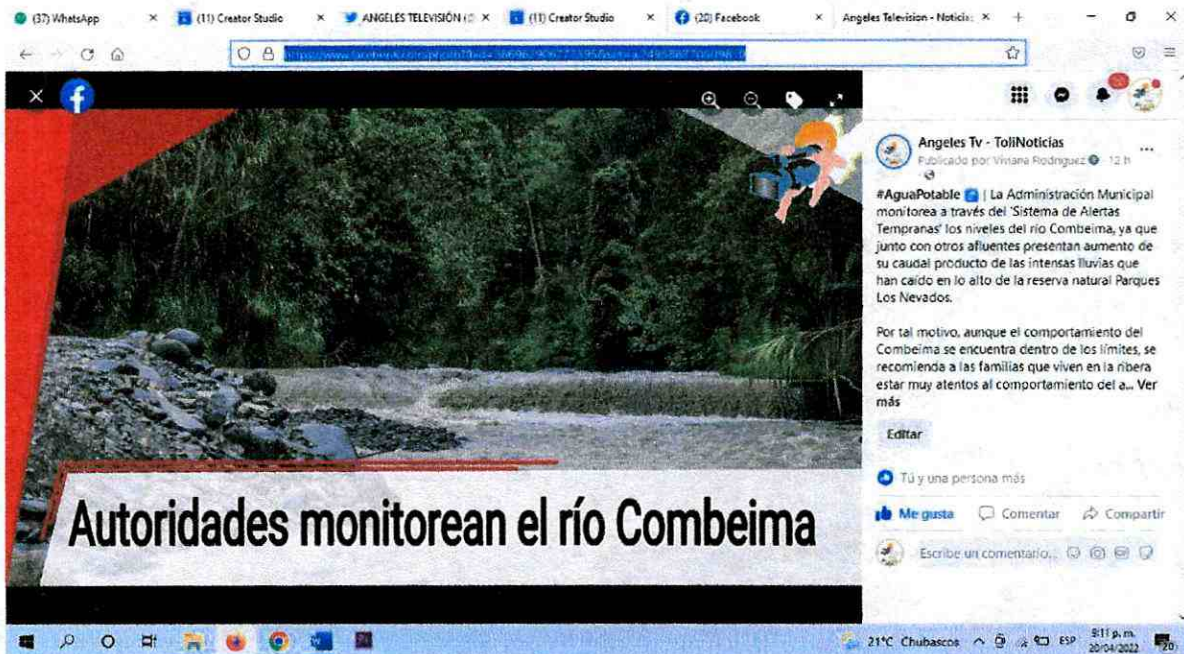 (37) WhatsApp
(11) Creator Studio
ANGELES TELEVISIÓN
(11) Creator Studio
(20) Facebook
Angeles Television - Noticia
Angeles Tv - ToliNoticias
Publicado por Viviana Rodriguez 12 h
#AguaPotable | La Administración Municipal
monitorea a través del 'Sistema de Alertas
Tempranas' los niveles del río Combeima, ya que
junto con otros afluentes presentan aumento de
su caudal producto de las intensas lluvias que
han caído en lo alto de la reserva natural Parques
Los Nevados.
Por tal motivo, aunque el comportamiento del
Combeima se encuentra dentro de los límites, se
recomienda a las familias que viven en la ribera
estar muy atentos al comportamiento del a... Ver
más
Editar
Tú y una persona más
Me gusta Comentar Compartir
Escribe un comentario...
Autoridades monitorean el río Combeima
21°C Chubascos ESP 9:11 p. m.
20/04/2022 20